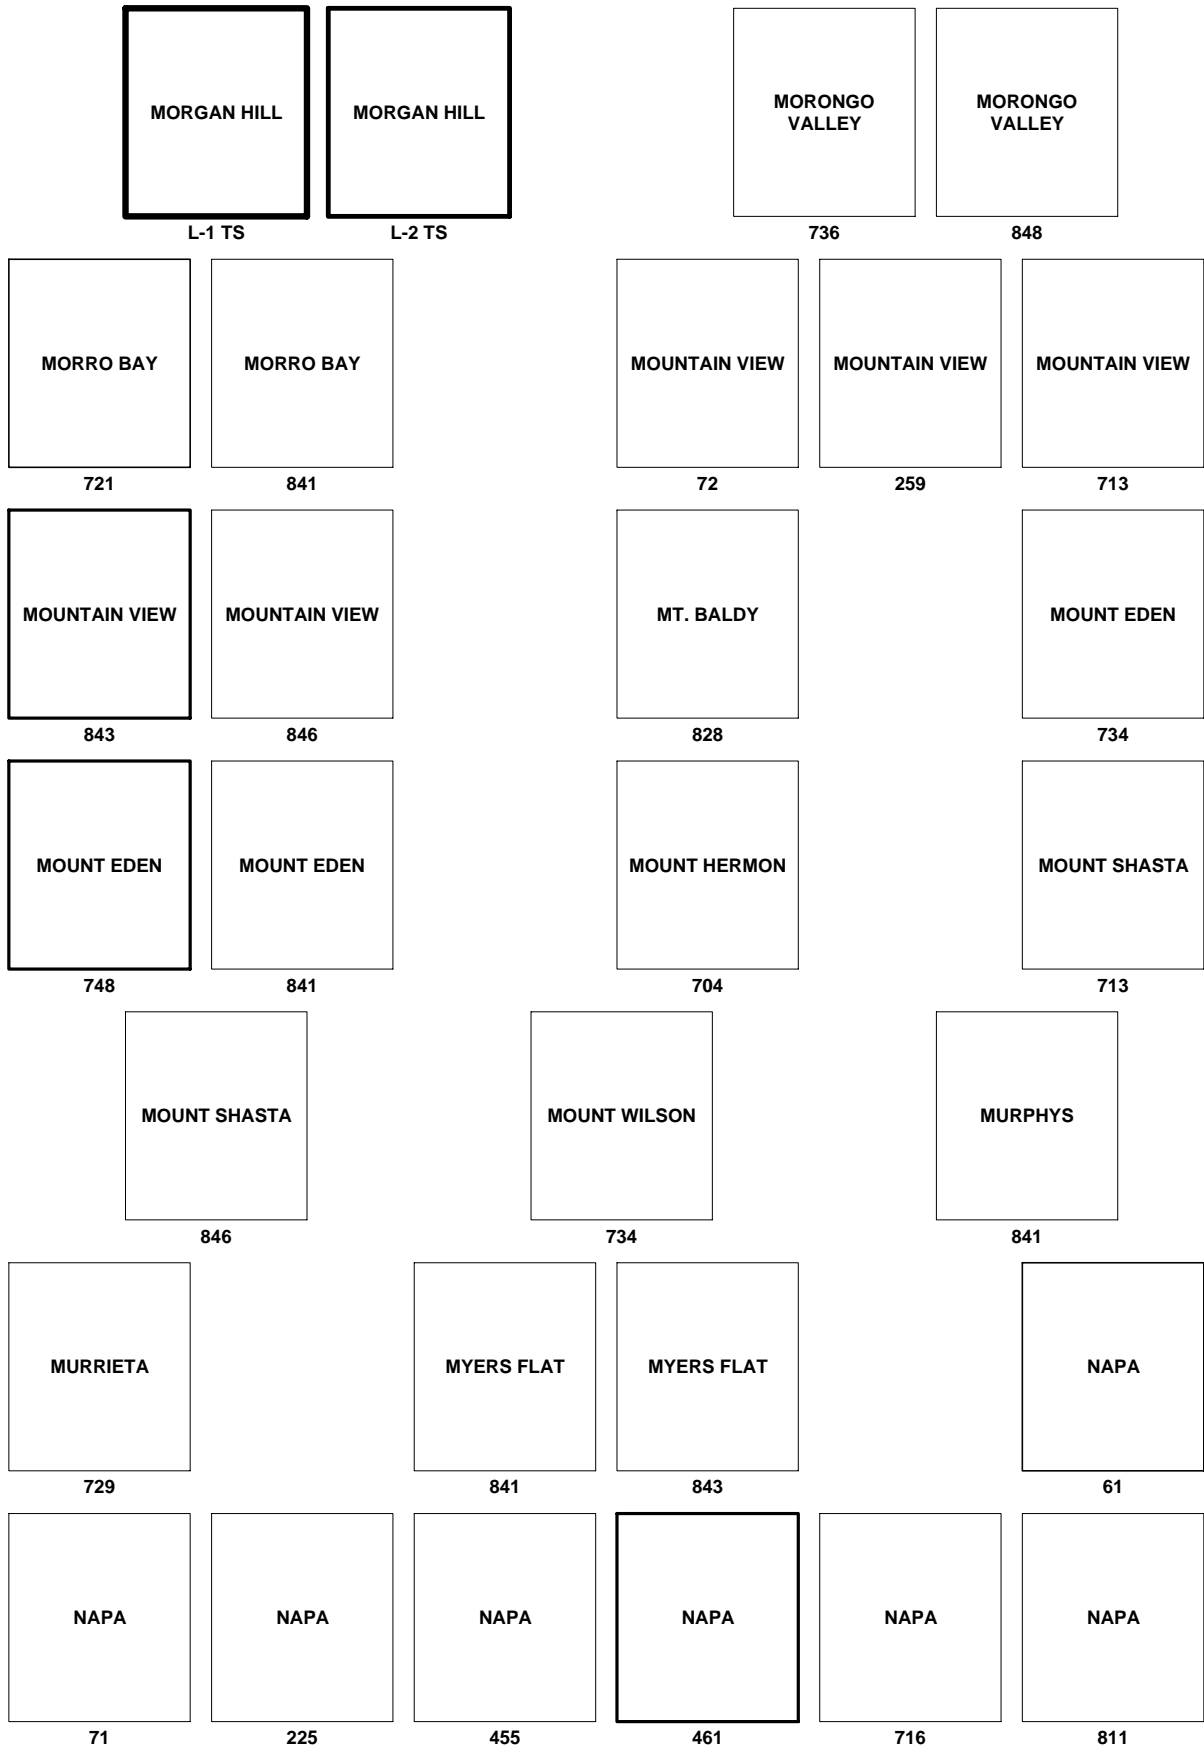 MORGAN HILL
MORGAN HILL
MORONGO
VALLEY
MORONGO
VALLEY
L-1 TS
L-2 TS
736
848
MORRO BAY
MORRO BAY
MOUNTAIN VIEW
MOUNTAIN VIEW
MOUNTAIN VIEW
721
841
72
259
713
MOUNTAIN VIEW
MOUNTAIN VIEW
MT. BALDY
MOUNT EDEN
843
846
828
734
MOUNT EDEN
MOUNT EDEN
MOUNT HERMON
MOUNT SHASTA
748
841
704
713
MOUNT SHASTA
MOUNT WILSON
MURPHYS
846
734
841
MURRIETA
MYERS FLAT
MYERS FLAT
NAPA
729
841
843
61
NAPA
NAPA
NAPA
NAPA
NAPA
NAPA
71
225
455
461
716
811